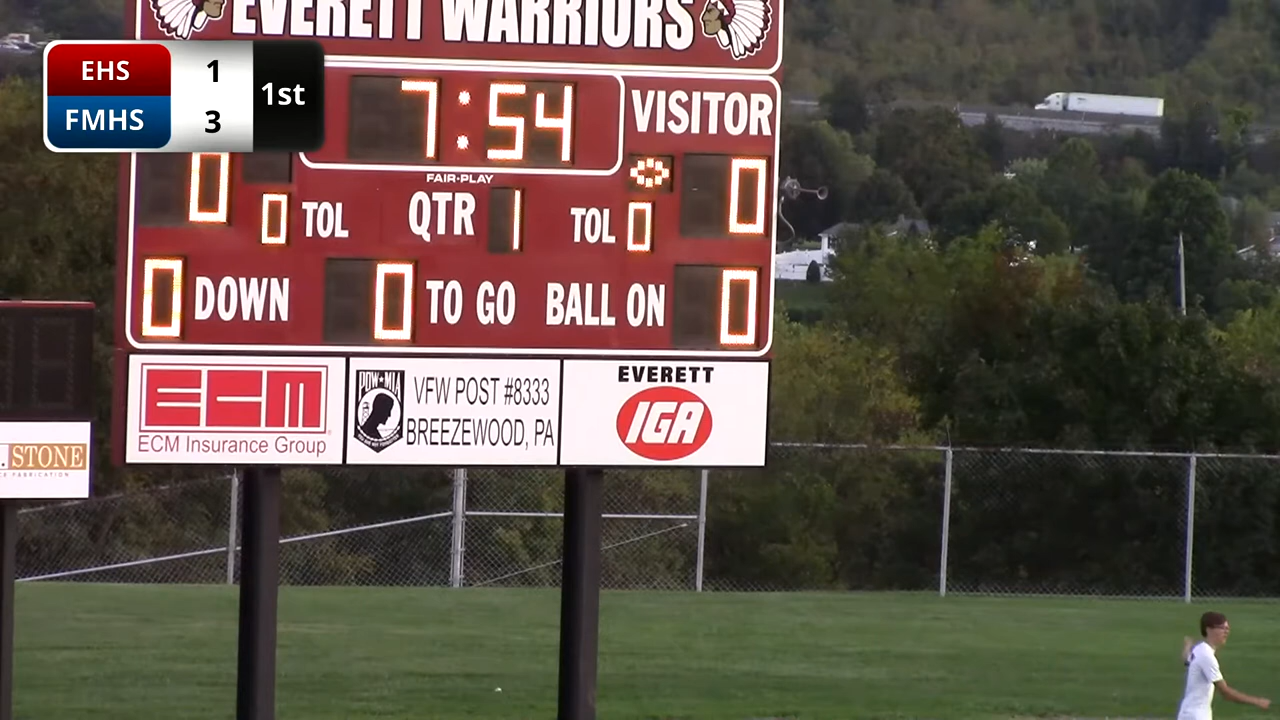 EVERETT WARRIORS
EHS 1
FMHS 3
1st
7:54
VISITOR
FAIR-PLAY
0
0 TOL
QTR 1
TOL 0
0
0 DOWN
0 TO GO
BALL ON 0
ECM
ECM Insurance Group
POW★MIA
VFW POST #8333
BREEZEWOOD, PA
EVERETT
IGA
STONE